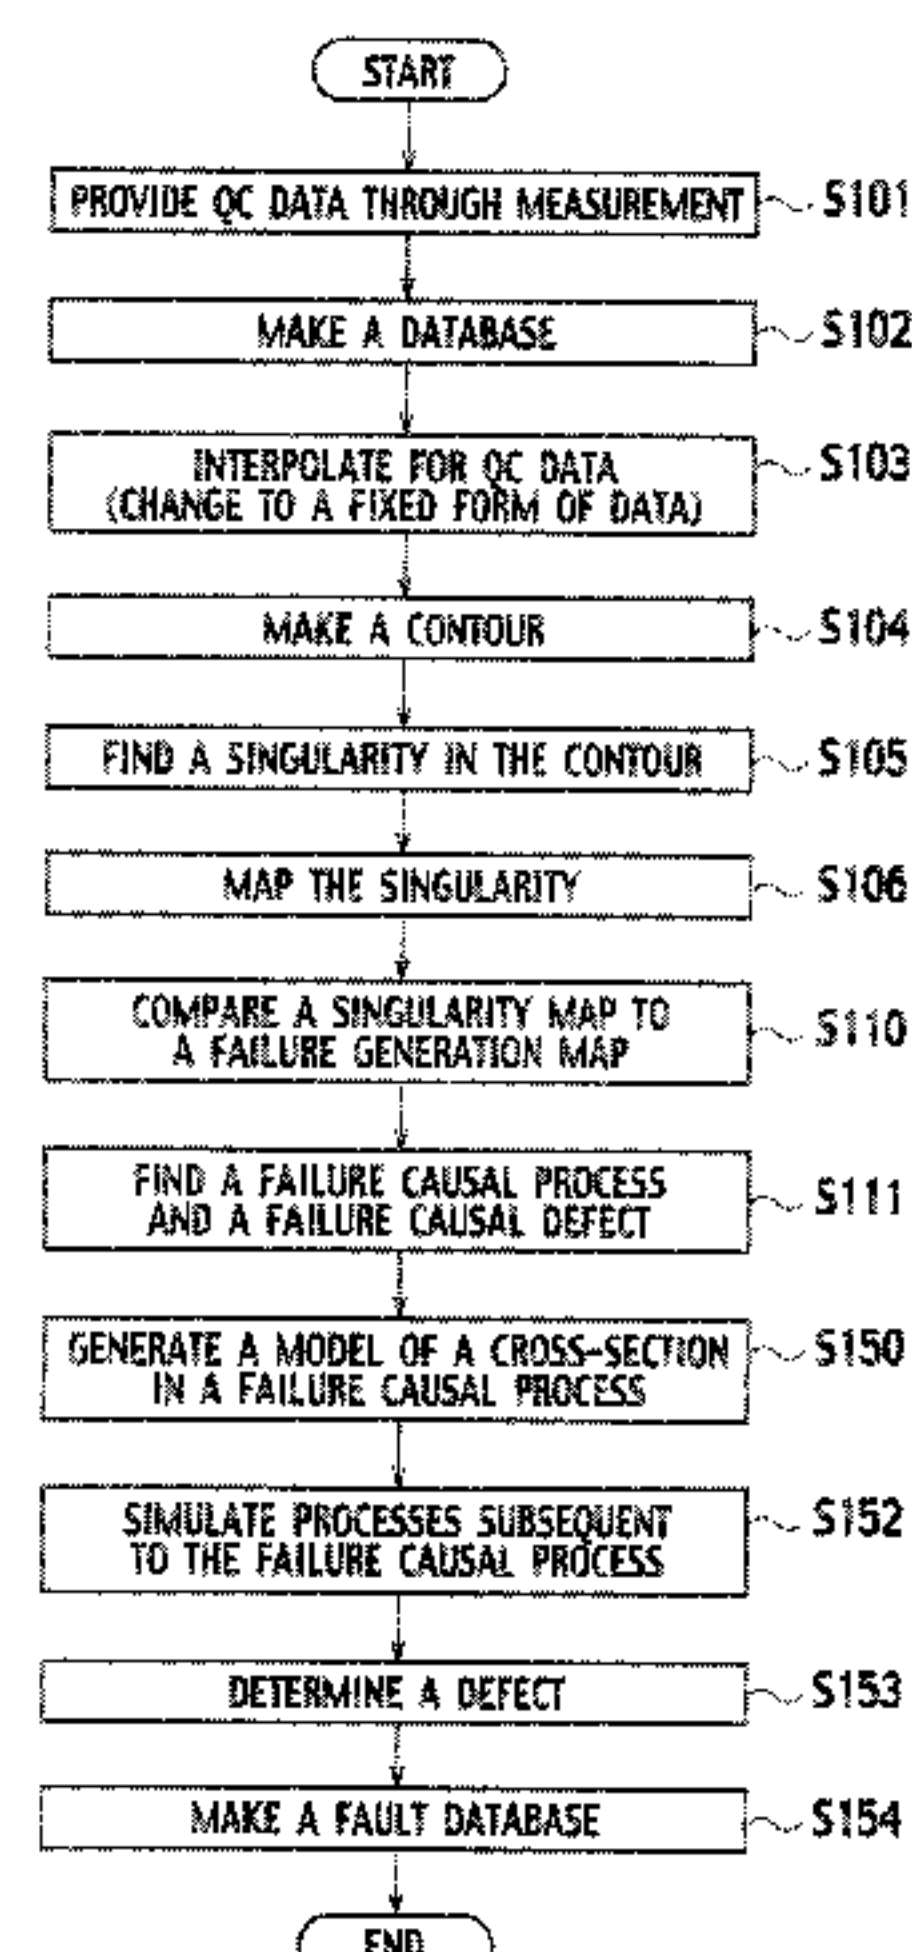 START
PROVIDE QC DATA THROUGH MEASUREMENT
S101
MAKE A DATABASE
S102
INTERPOLATE FOR QC DATA
(CHANGE TO A FIXED FORM OF DATA)
S103
MAKE A CONTOUR
S104
FIND A SINGULARITY IN THE CONTOUR
S105
MAP THE SINGULARITY
S106
COMPARE A SINGULARITY MAP TO
A FAILURE GENERATION MAP
S110
FIND A FAILURE CAUSAL PROCESS
AND A FAILURE CAUSAL DEFECT
S111
GENERATE A MODEL OF A CROSS-SECTION
IN A FAILURE CAUSAL PROCESS
S150
SIMULATE PROCESSES SUBSEQUENT
TO THE FAILURE CAUSAL PROCESS
S152
DETERMINE A DEFECT
S153
MAKE A FAULT DATABASE
S154
END